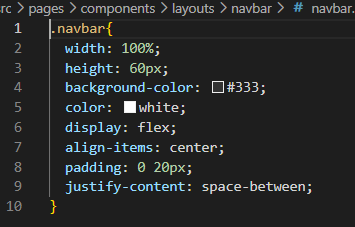 src > pages > components > layouts > navbar > # navbar.
1 .navbar{
2 width: 100%;
3 height: 60px;
4 background-color: #333;
5 color: white;
6 display: flex;
7 align-items: center;
8 padding: 0 20px;
9 justify-content: space-between;
10 }